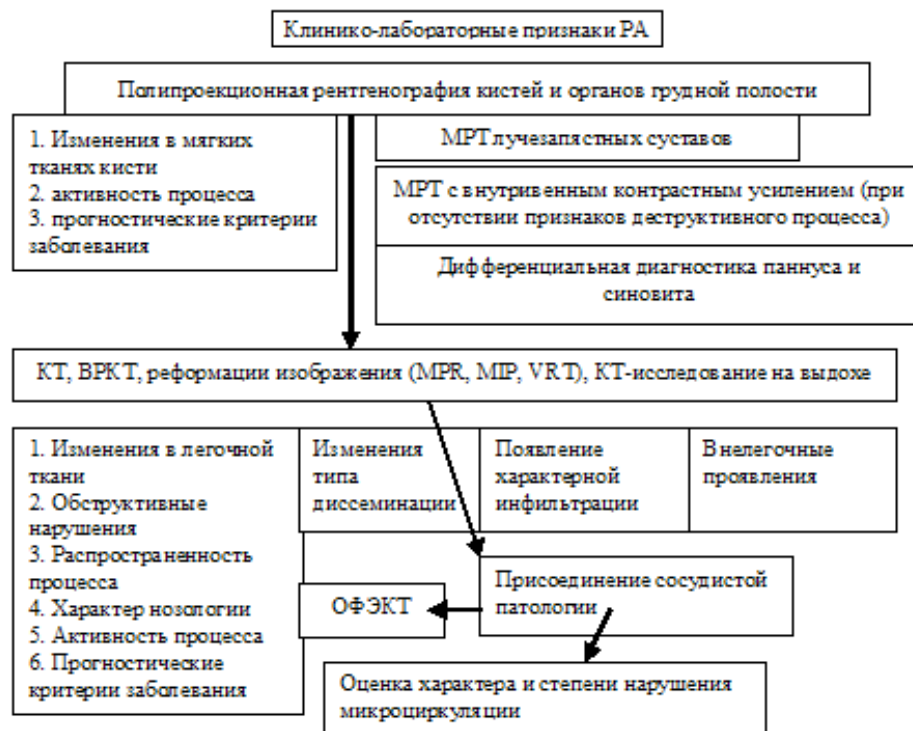 Клинико-лабораторные признаки РА
Полипроекционная рентгенография кистей и органов грудной полости
1. Изменения в мягких
тканях кисти
2. активность процесса
3. прогностические критерии
заболевания
МРТ лучезапястных суставов
МРТ с внутривенным контрастным усилением (при
отсутствии признаков деструктивного процесса)
Дифференциальная диагностика паннуса и
синовита
КТ, ВРКТ, реформации изображения (MPR, MIP, VRT), КТ-исследование на выдохе
1. Изменения в легочной
ткани
2. Обструктивные
нарушения
3. Распространенность
процесса
4. Характер нозологии
5. Активность процесса
6. Прогностические
критерии заболевания
Изменения
типа
диссеминации
Появление
характерной
инфильтрации
Внелегочные
проявления
Присоединение сосудистой
патологии
ОФЭКТ
Оценка характера и степени нарушения
микроциркуляции